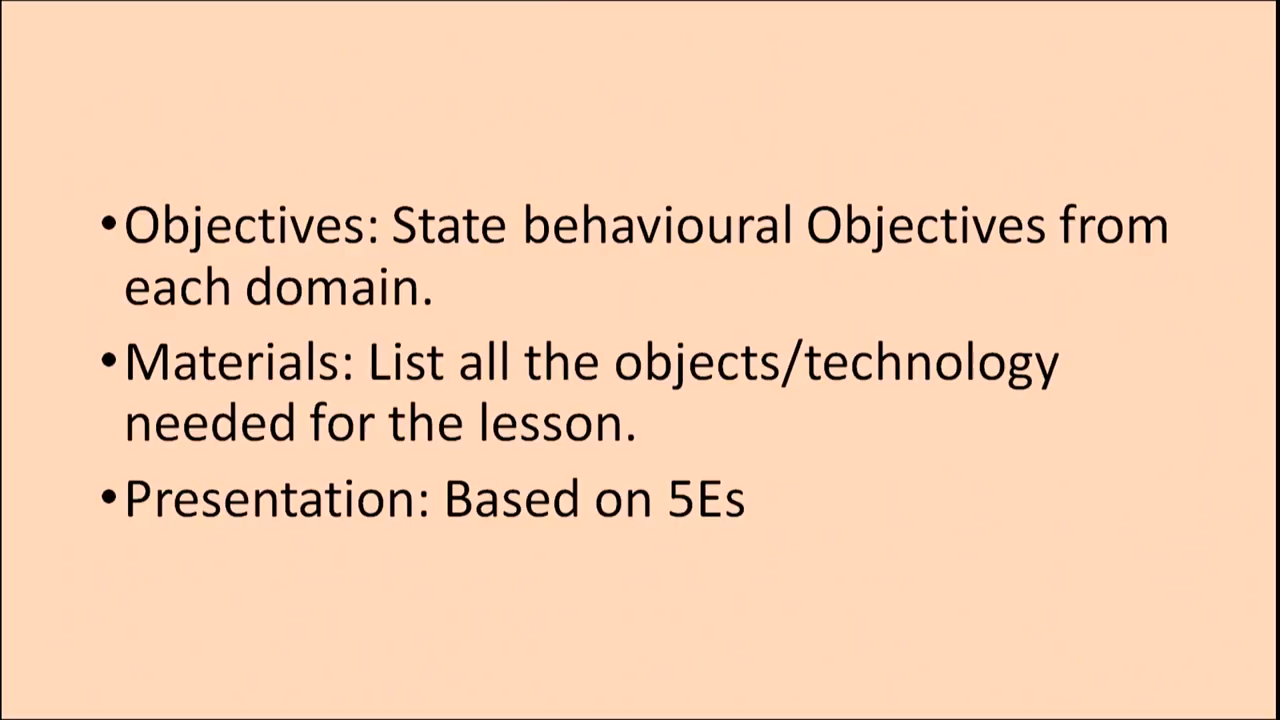 •Objectives: State behavioural Objectives from
each domain.
•Materials: List all the objects/technology
needed for the lesson.
•Presentation: Based on 5Es